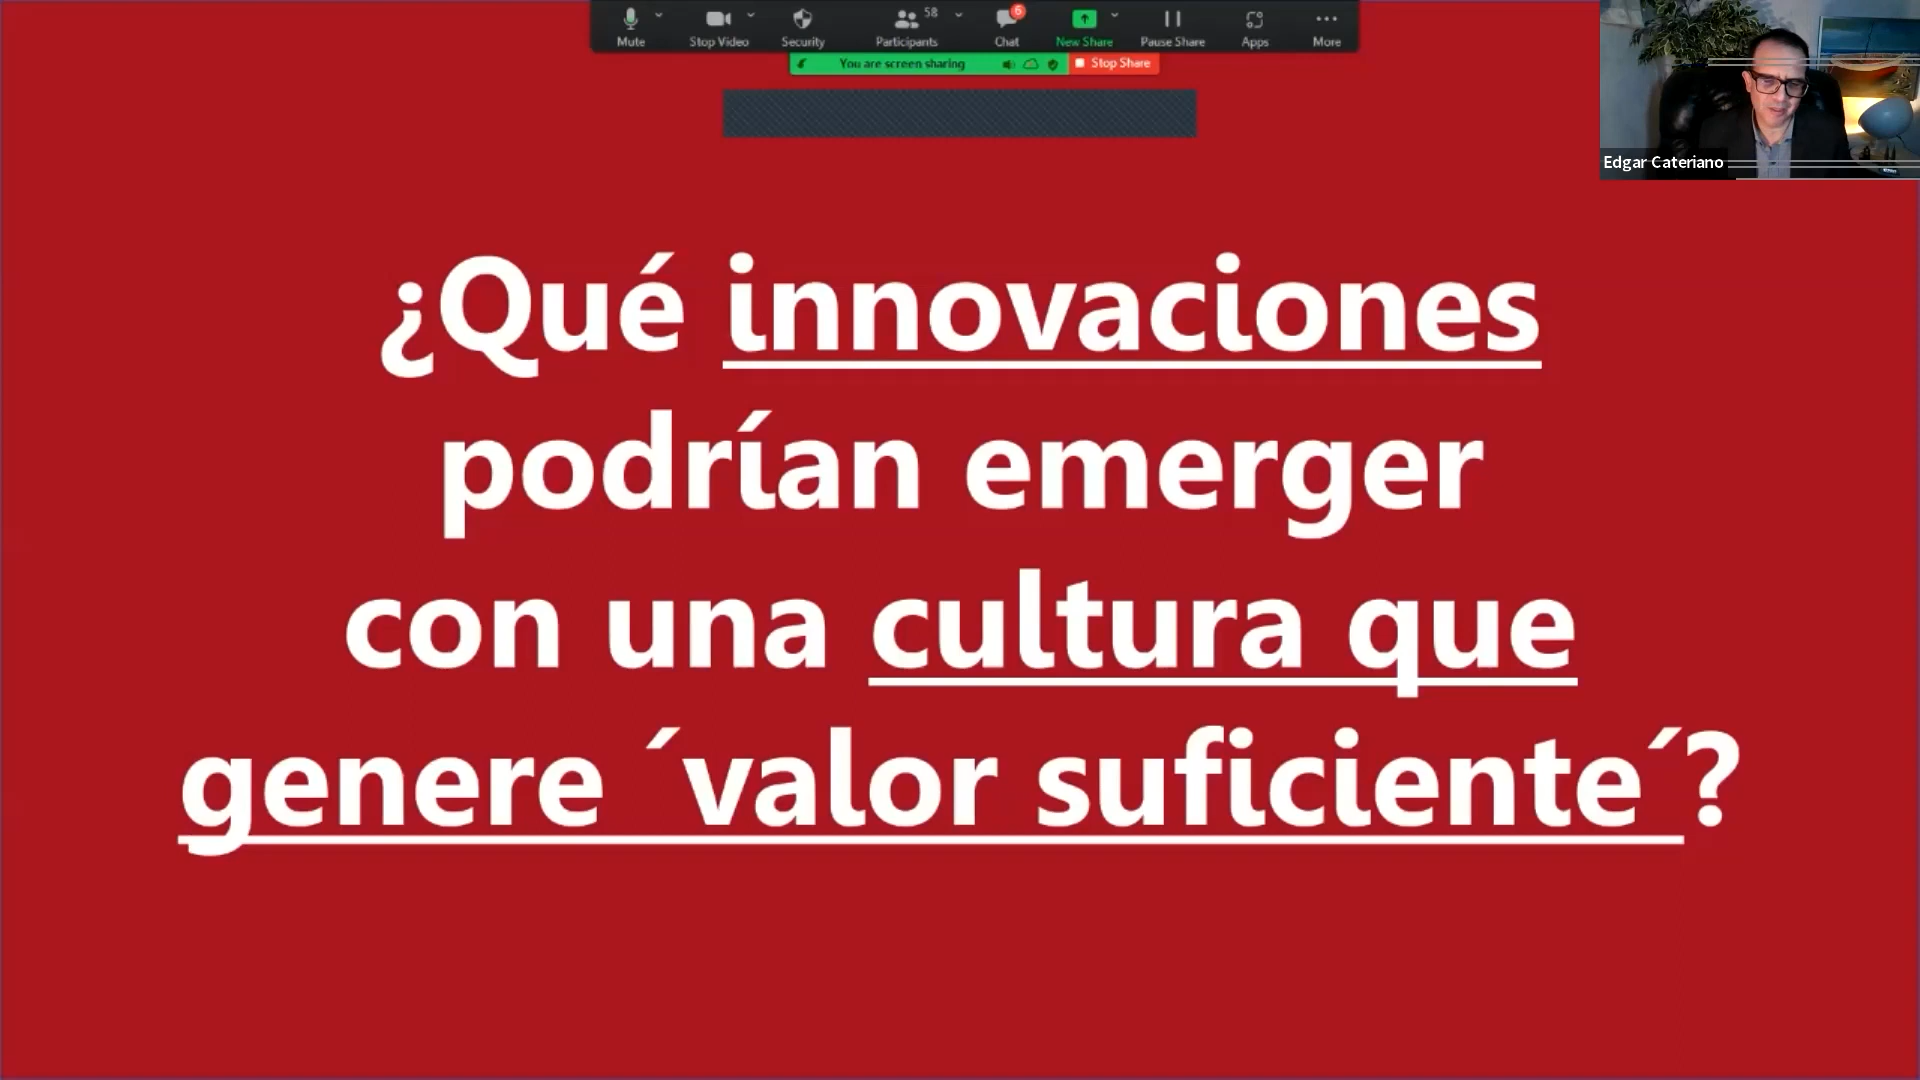 58
6
Mute
Stop Video
Security
Participants
Chat
New Share
Pause Share
Apps
More
You are screen sharing
Stop Share
Edgar Cateriano
¿Qué innovaciones
podrían emerger
con una cultura que
genere ´valor suficiente´?